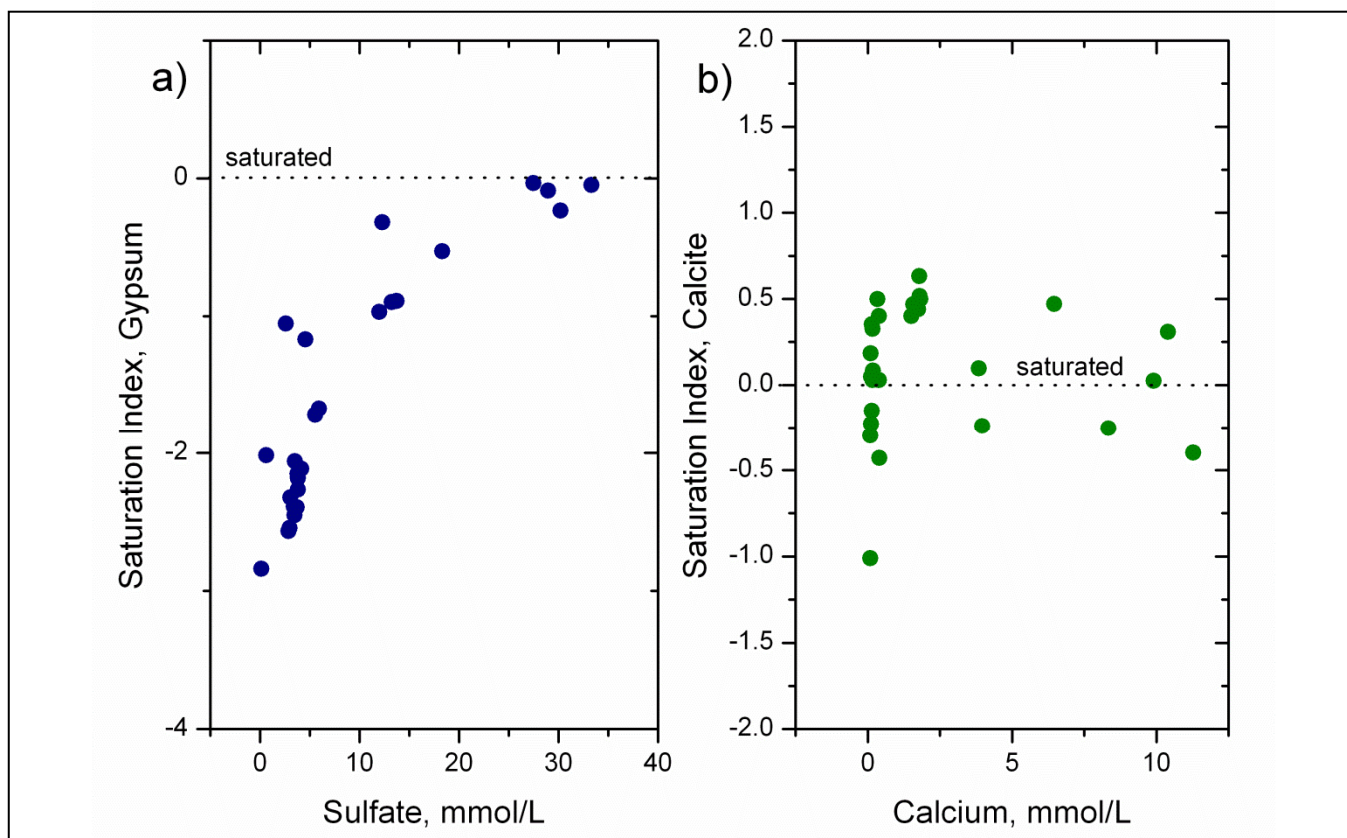 a)
saturated
0
-2
-4
0
10
20
30
40
Saturation Index, Gypsum
Sulfate, mmol/L
b)
2.0
1.5
1.0
0.5
0.0
-0.5
-1.0
-1.5
-2.0
saturated
0
5
10
Saturation Index, Calcite
Calcium, mmol/L